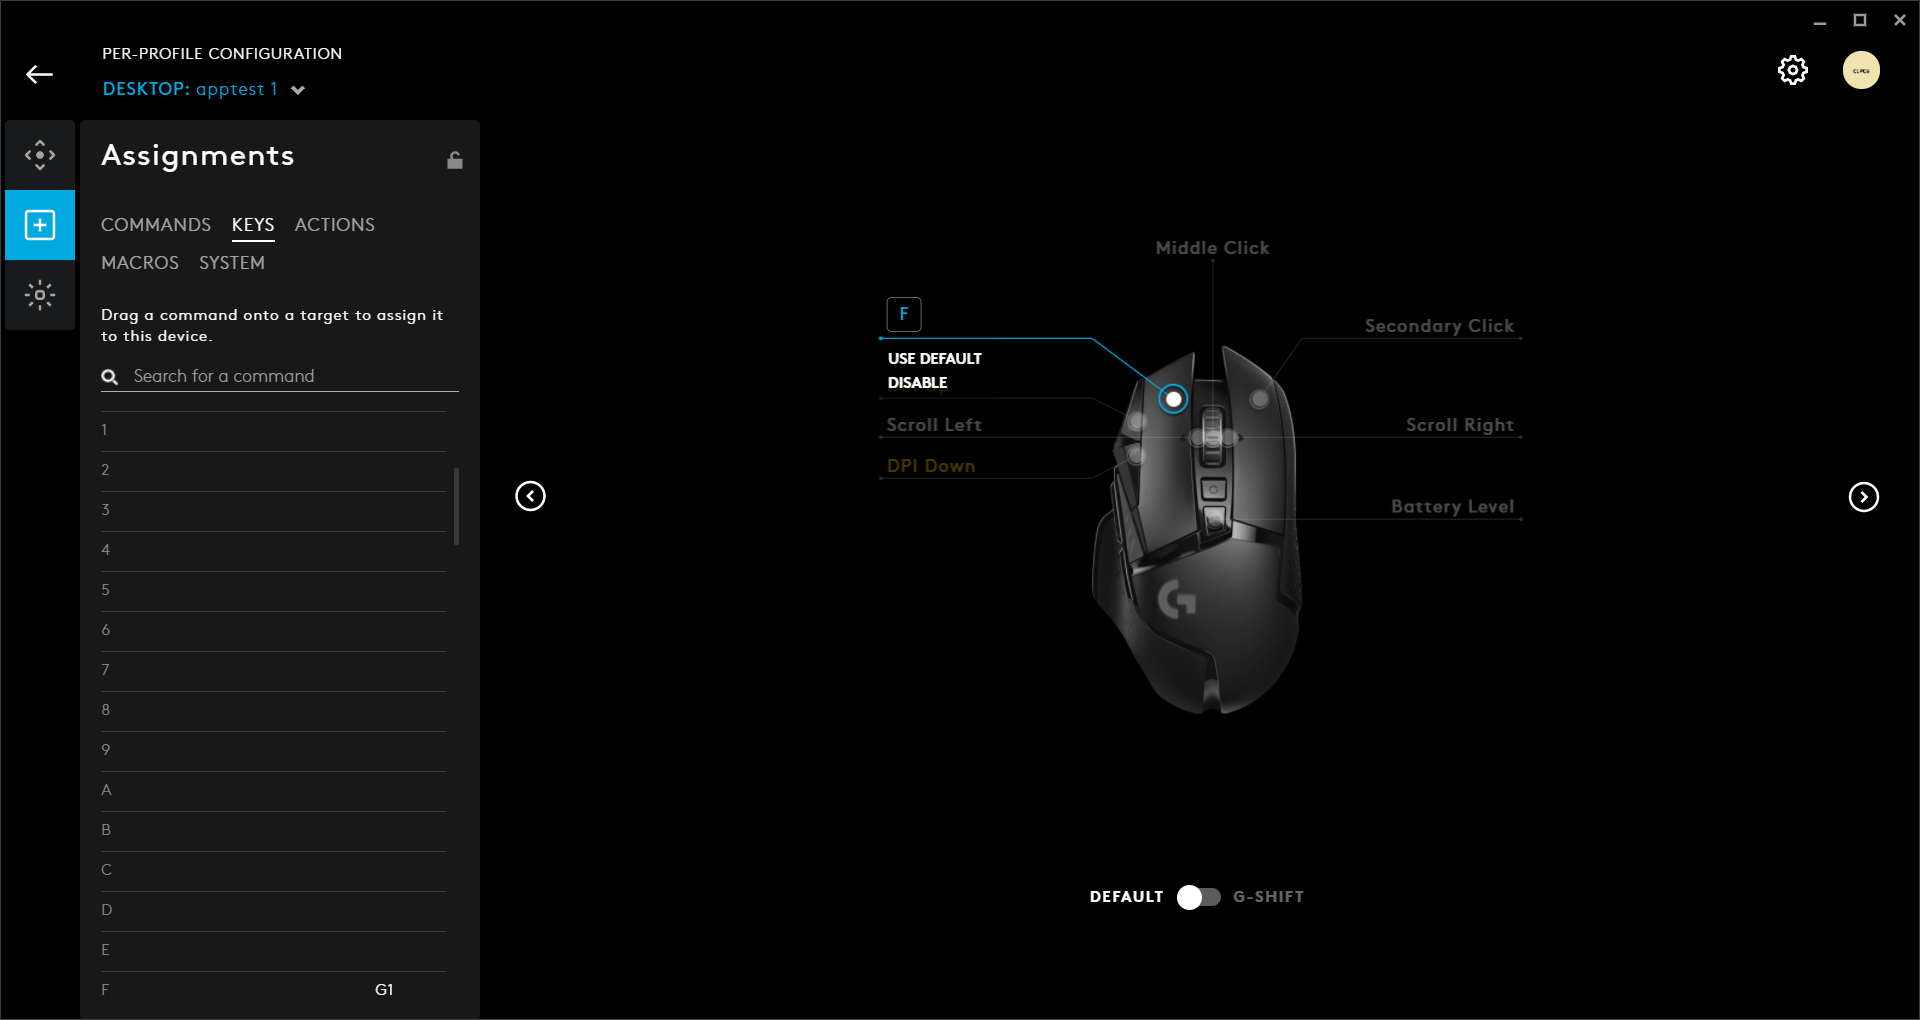 PER-PROFILE CONFIGURATION
DESKTOP: apptest 1
Assignments
COMMANDS KEYS ACTIONS
MACROS SYSTEM
Drag a command onto a target to assign it
to this device.
Search for a command
1
2
3
4
5
6
7
8
9
A
B
C
D
E
F G1
Middle Click
F
Secondary Click
USE DEFAULT
DISABLE
Scroll Left
Scroll Right
DPI Down
Battery Level
G
DEFAULT G-SHIFT